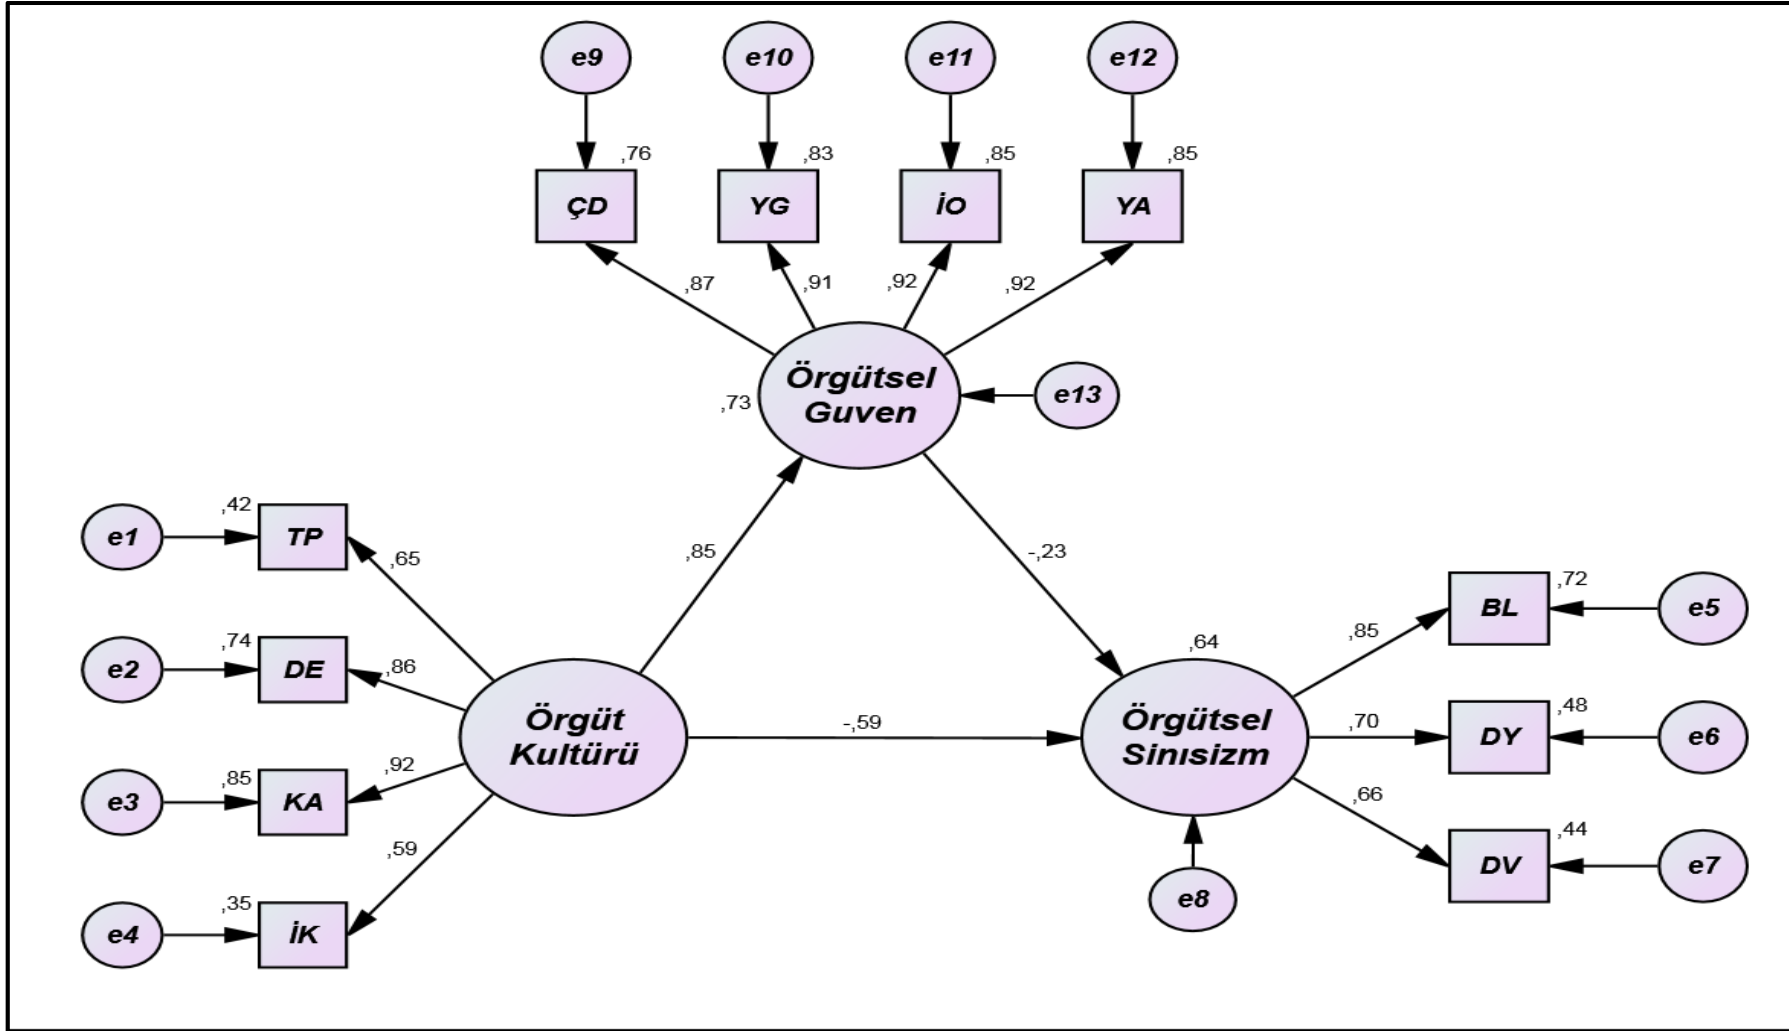 e9
e10
e11
e12
,76
,83
,85
,85
ÇD
YG
İO
YA
,87
,91
,92
,92
Örgütsel
Guven
,73
e13
,42
e1
TP
,65
,85
-,23
,74
e2
DE
,86
,85
e3
KA
,92
,35
e4
İK
,59
Örgüt
Kültürü
-,59
,64
Örgütsel
Sinısizm
e8
,85
,72
BL
e5
,70
,48
DY
e6
,66
,44
DV
e7